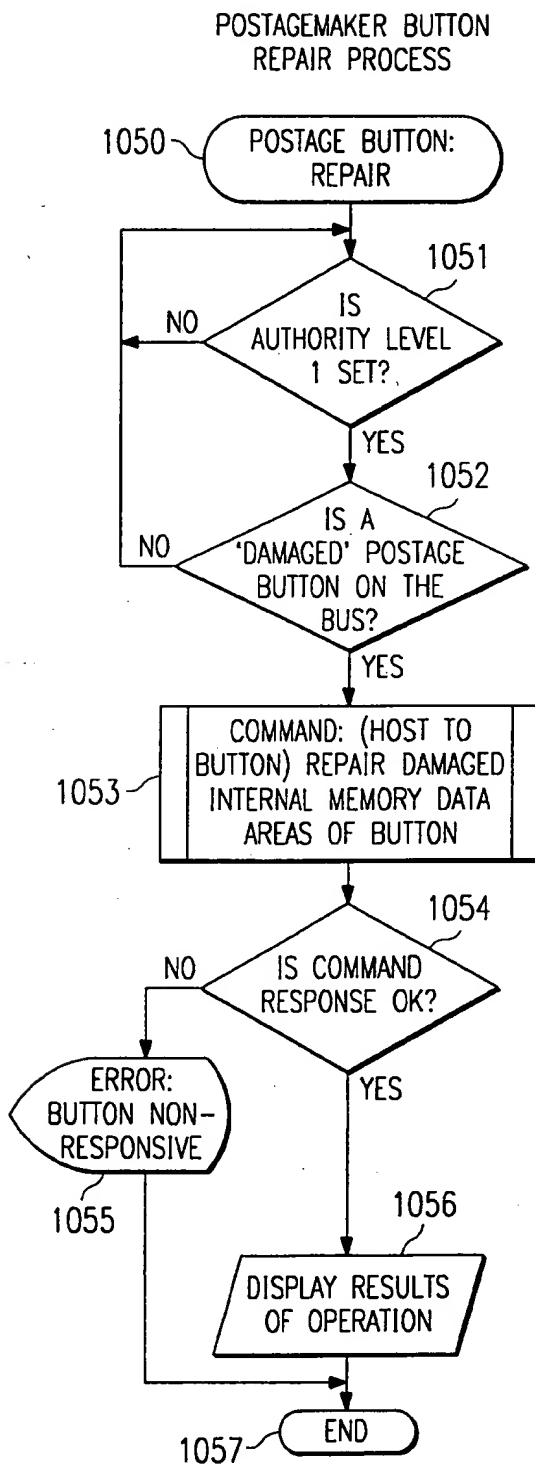 POSTAGEMAKER BUTTON
REPAIR PROCESS
1050
POSTAGE BUTTON:
REPAIR
1051
IS
AUTHORITY LEVEL
1 SET?
NO
YES
1052
IS A
'DAMAGED' POSTAGE
BUTTON ON THE
BUS?
NO
YES
1053
COMMAND: (HOST TO
BUTTON) REPAIR DAMAGED
INTERNAL MEMORY DATA
AREAS OF BUTTON
1054
IS COMMAND
RESPONSE OK?
NO
YES
ERROR:
BUTTON NON-
RESPONSIVE
1055
1056
DISPLAY RESULTS
OF OPERATION
END
1057